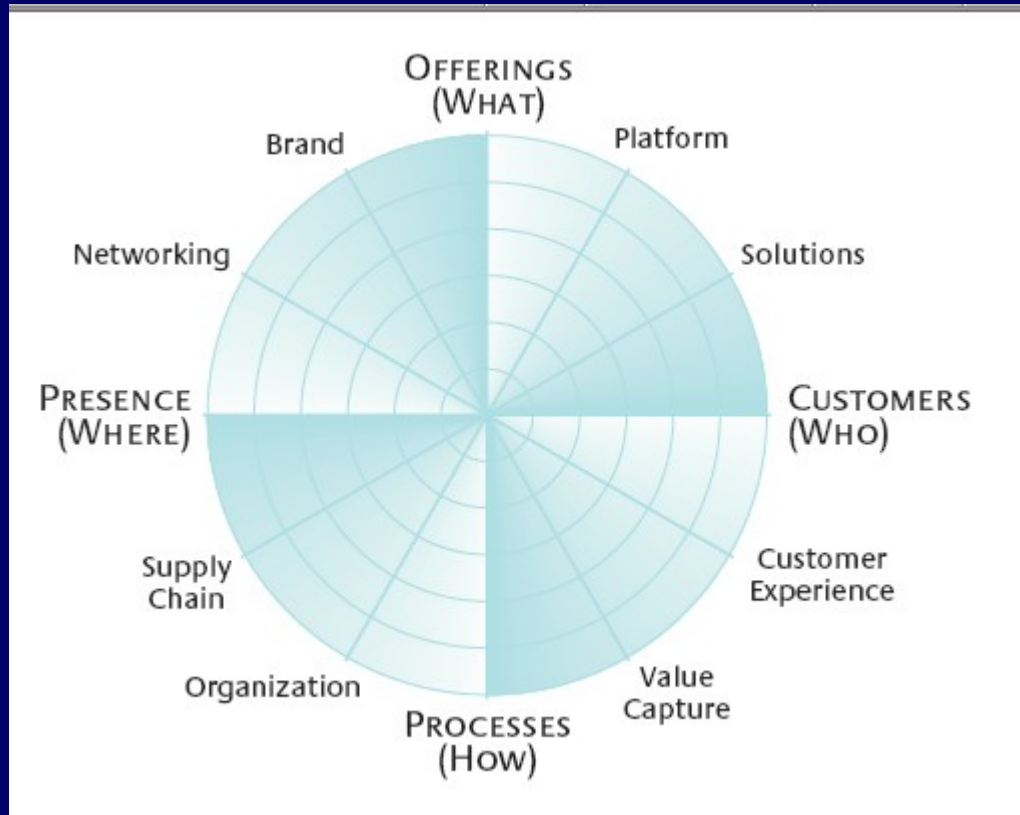 OFFERINGS
(WHAT)
Brand
Platform
Networking
Solutions
PRESENCE
(WHERE)
CUSTOMERS
(WHO)
Supply
Chain
Customer
Experience
Organization
Value
Capture
PROCESSES
(HOW)